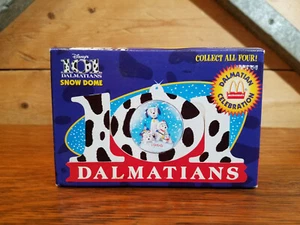 Disney's
101
DALMATIANS
SNOW DOME
COLLECT ALL FOUR!
DALMATIAN
CELEBRATION
101
DALMATIANS